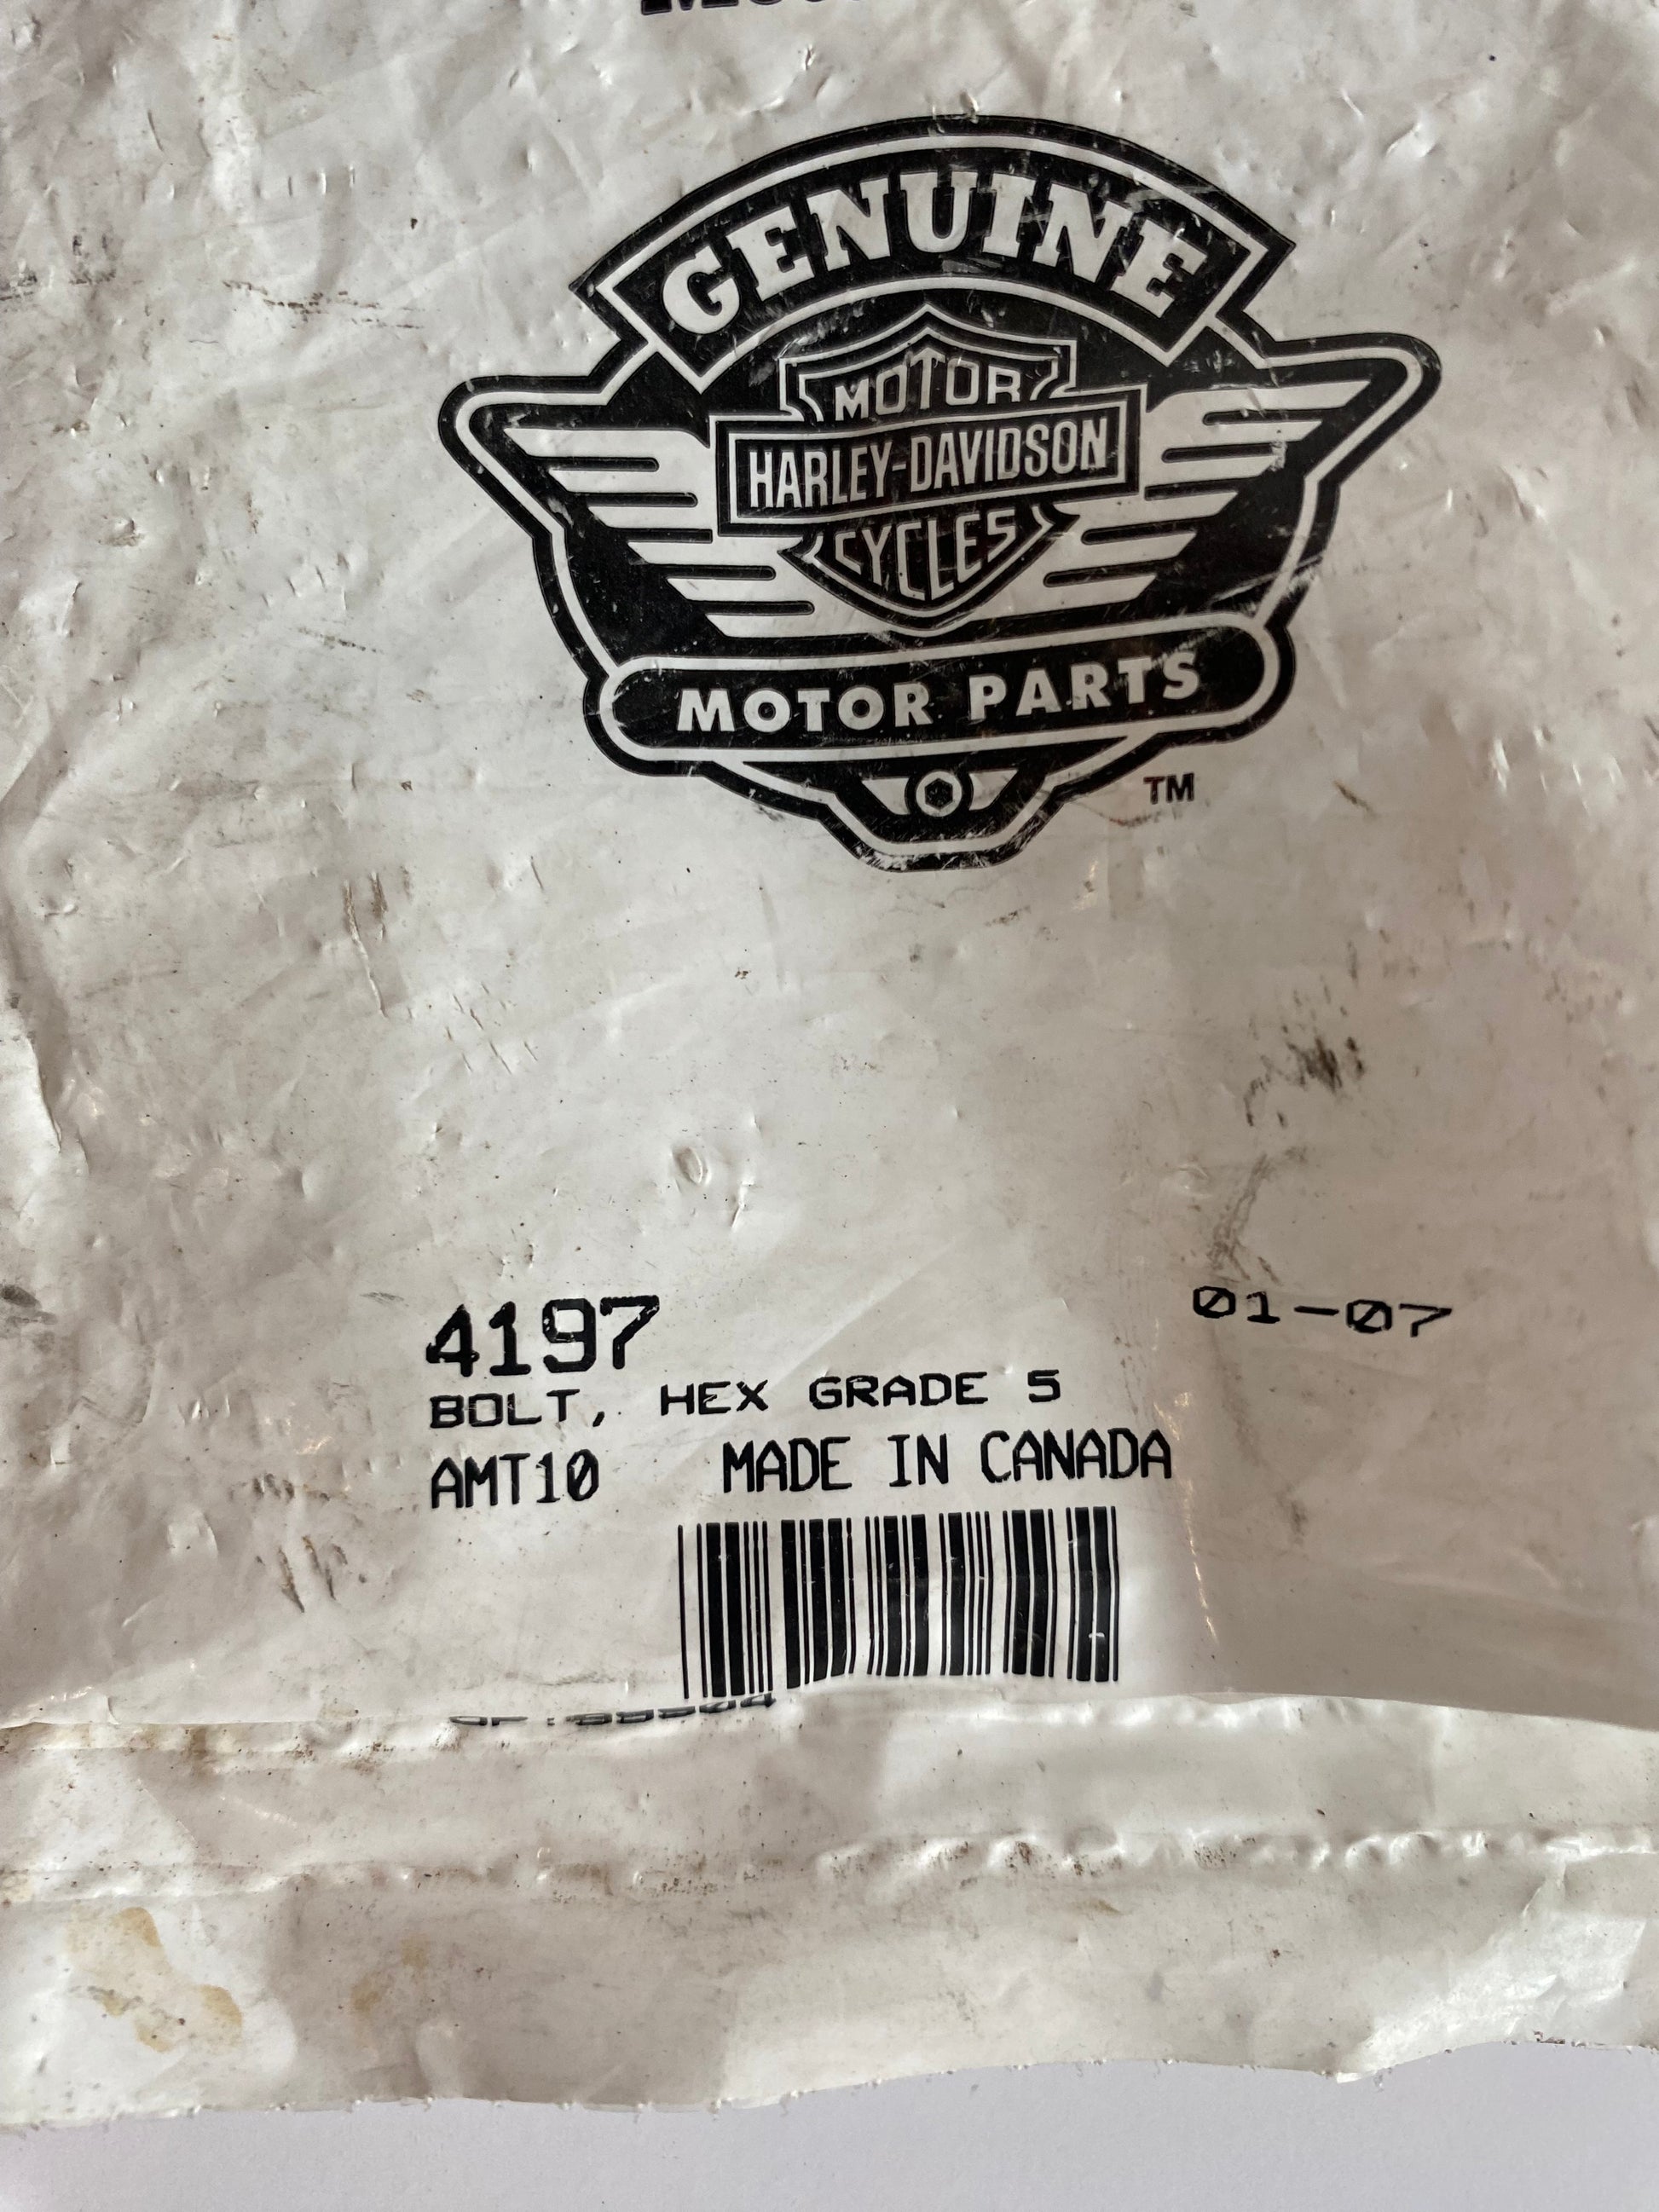 GENUINE
MOTOR
HARLEY-DAVIDSON
CYCLES
MOTOR PARTS
TM
4197
01-07
BOLT, HEX GRADE 5
AMT10 MADE IN CANADA